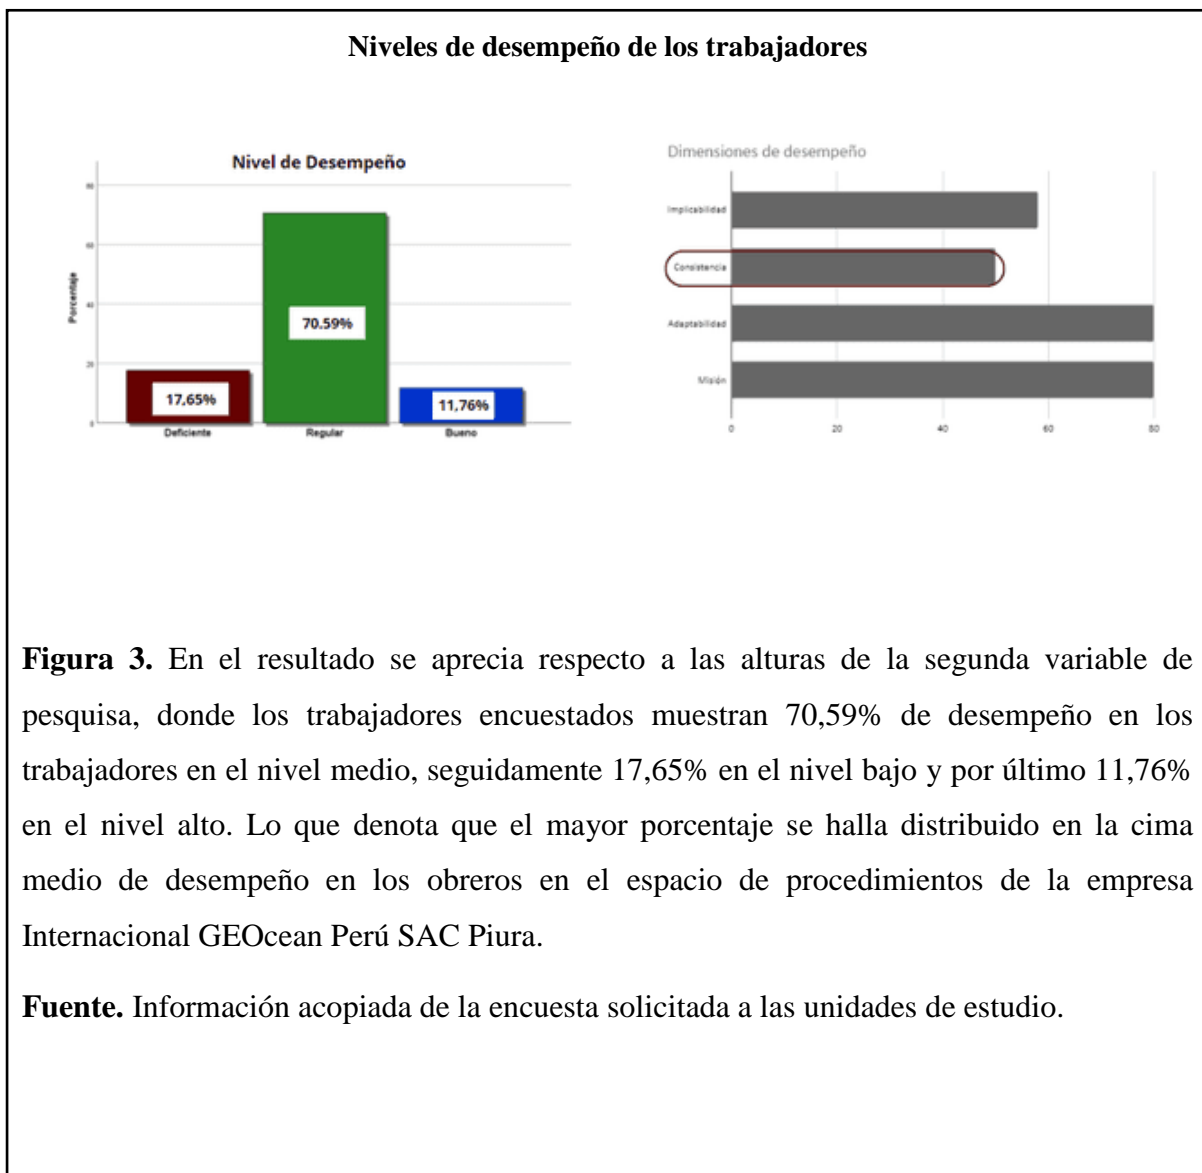 Niveles de desempeño de los trabajadores
Nivel de Desempeño
Porcentaje
80
60
40
20
0
17,65%
70.59%
11,76%
Deficiente
Regular
Bueno
Dimensiones de desempeño
Implicabilidad
Consistencia
Adaptabilidad
Misión
0
20
40
60
80
Figura 3. En el resultado se aprecia respecto a las alturas de la segunda variable de
pesquisa, donde los trabajadores encuestados muestran 70,59% de desempeño en los
trabajadores en el nivel medio, seguidamente 17,65% en el nivel bajo y por último 11,76%
en el nivel alto. Lo que denota que el mayor porcentaje se halla distribuido en la cima
medio de desempeño en los obreros en el espacio de procedimientos de la empresa
Internacional GEOcean Perú SAC Piura.
Fuente. Información acopiada de la encuesta solicitada a las unidades de estudio.